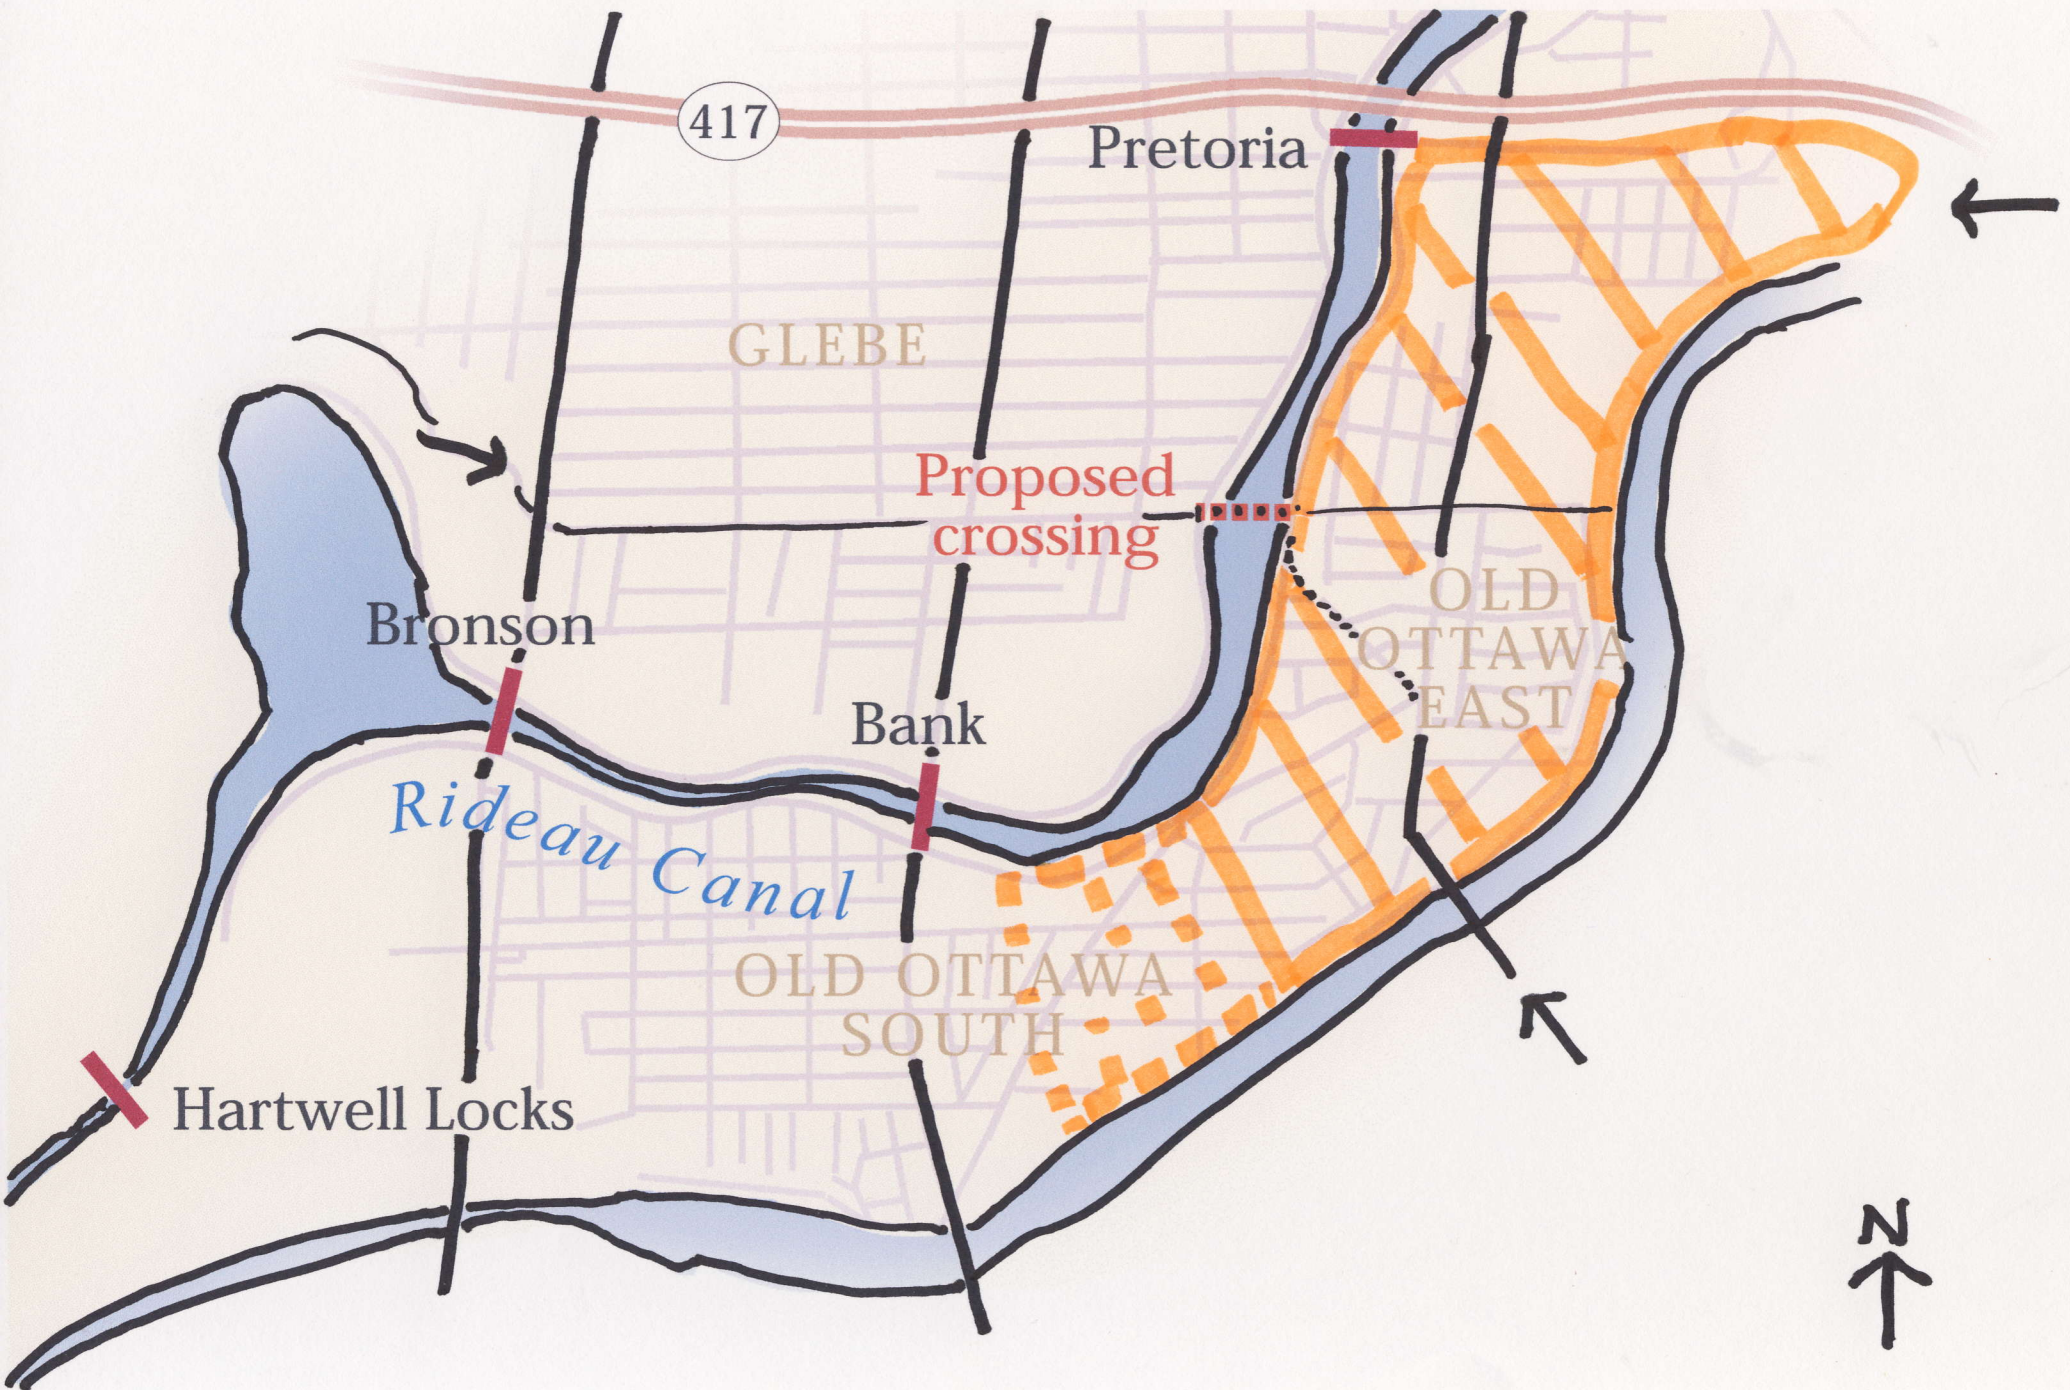 417
Pretoria
GLEBE
Proposed
crossing
OLD
OTTAWA
EAST
Bronson
Bank
Rideau Canal
OLD OTTAWA
SOUTH
Hartwell Locks
N